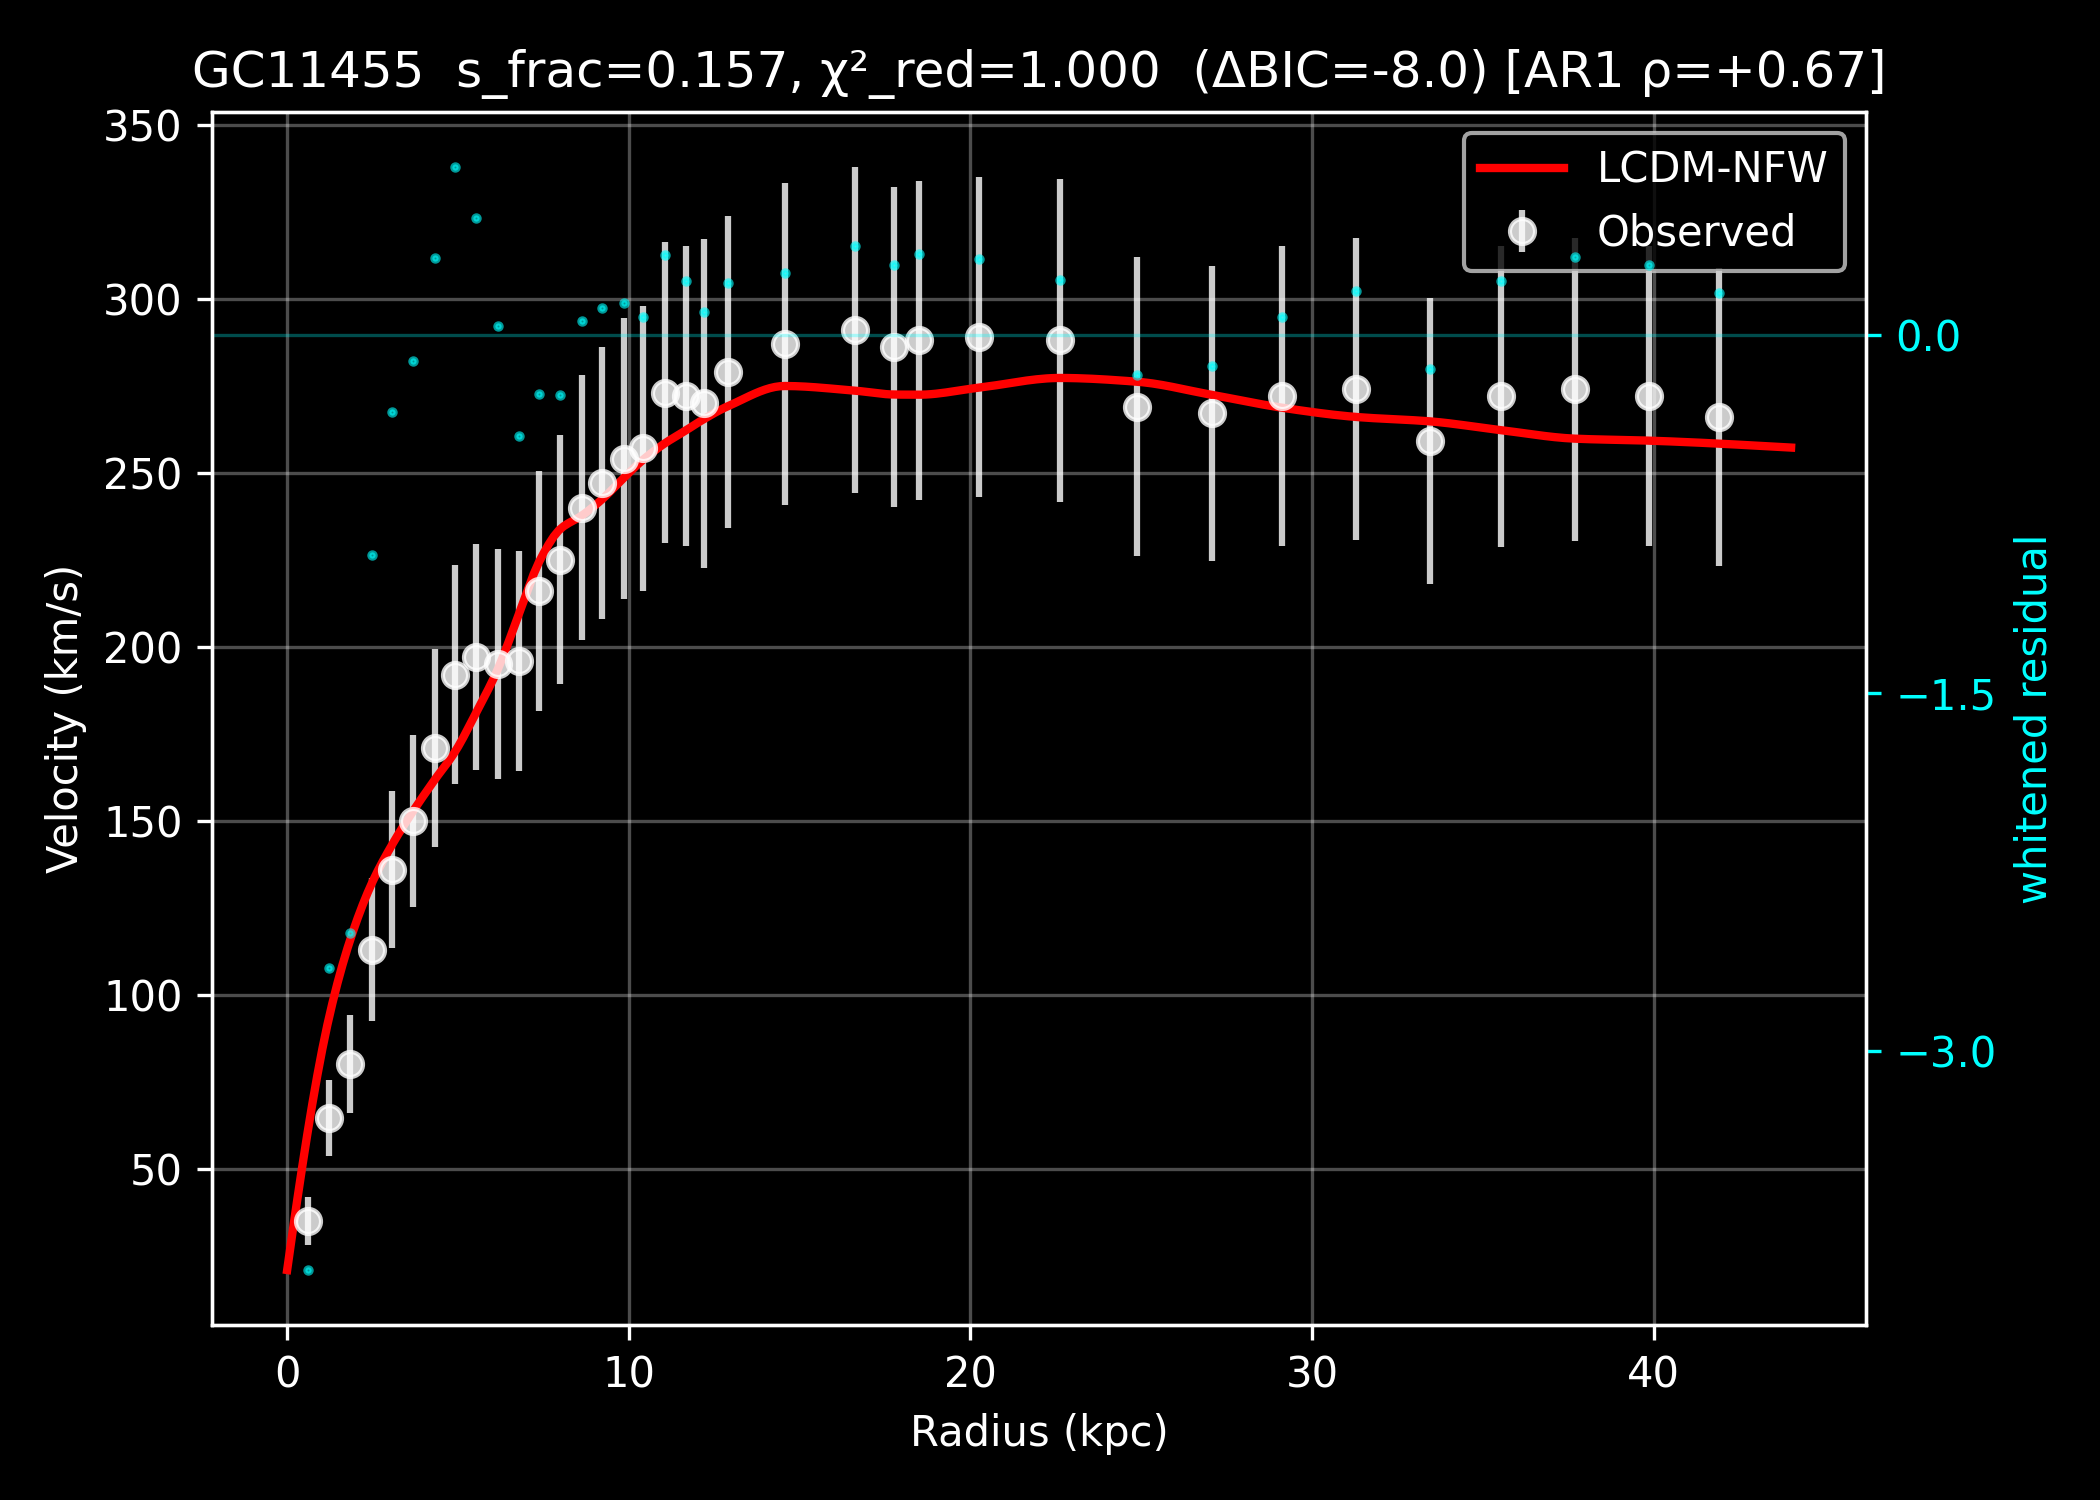 GC11455  s_frac=0.157, χ²_red=1.000  (ΔBIC=-8.0) [AR1 ρ=+0.67]
LCDM-NFW
Observed
350
300
250
200
150
100
50
Velocity (km/s)
0.0
−1.5
−3.0
whitened residual
0
10
20
30
40
Radius (kpc)